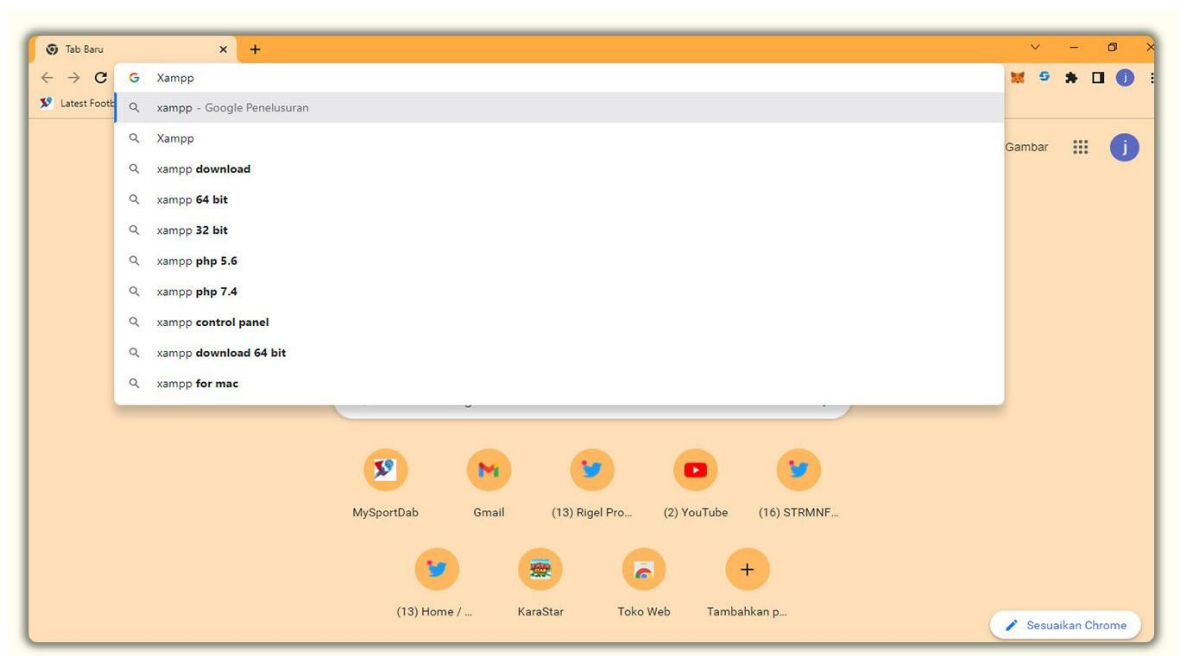 Tab Baru
Xampp
Latest Footb
xampp - Google Penelusuran
Xampp
Gambar
j
xampp download
xampp 64 bit
xampp 32 bit
xampp php 5.6
xampp php 7.4
xampp control panel
xampp download 64 bit
xampp for mac
MySportDab
Gmail
(13) Rigel Pro...
(2) YouTube
(16) STRMNF...
(13) Home / ...
KaraStar
Toko Web
Tambahkan p...
Sesuaikan Chrome